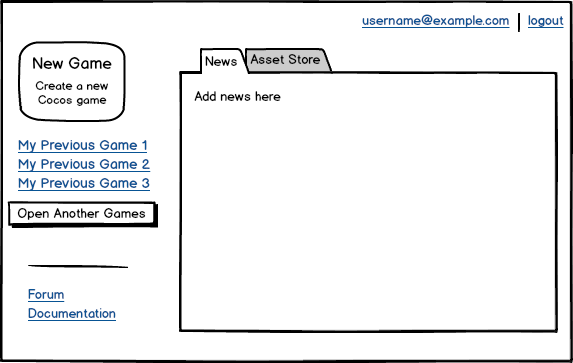 username@example.com | logout
New Game
Create a new
Cocos game
My Previous Game 1
My Previous Game 2
My Previous Game 3
Open Another Games
Forum
Documentation
News
Asset Store
Add news here